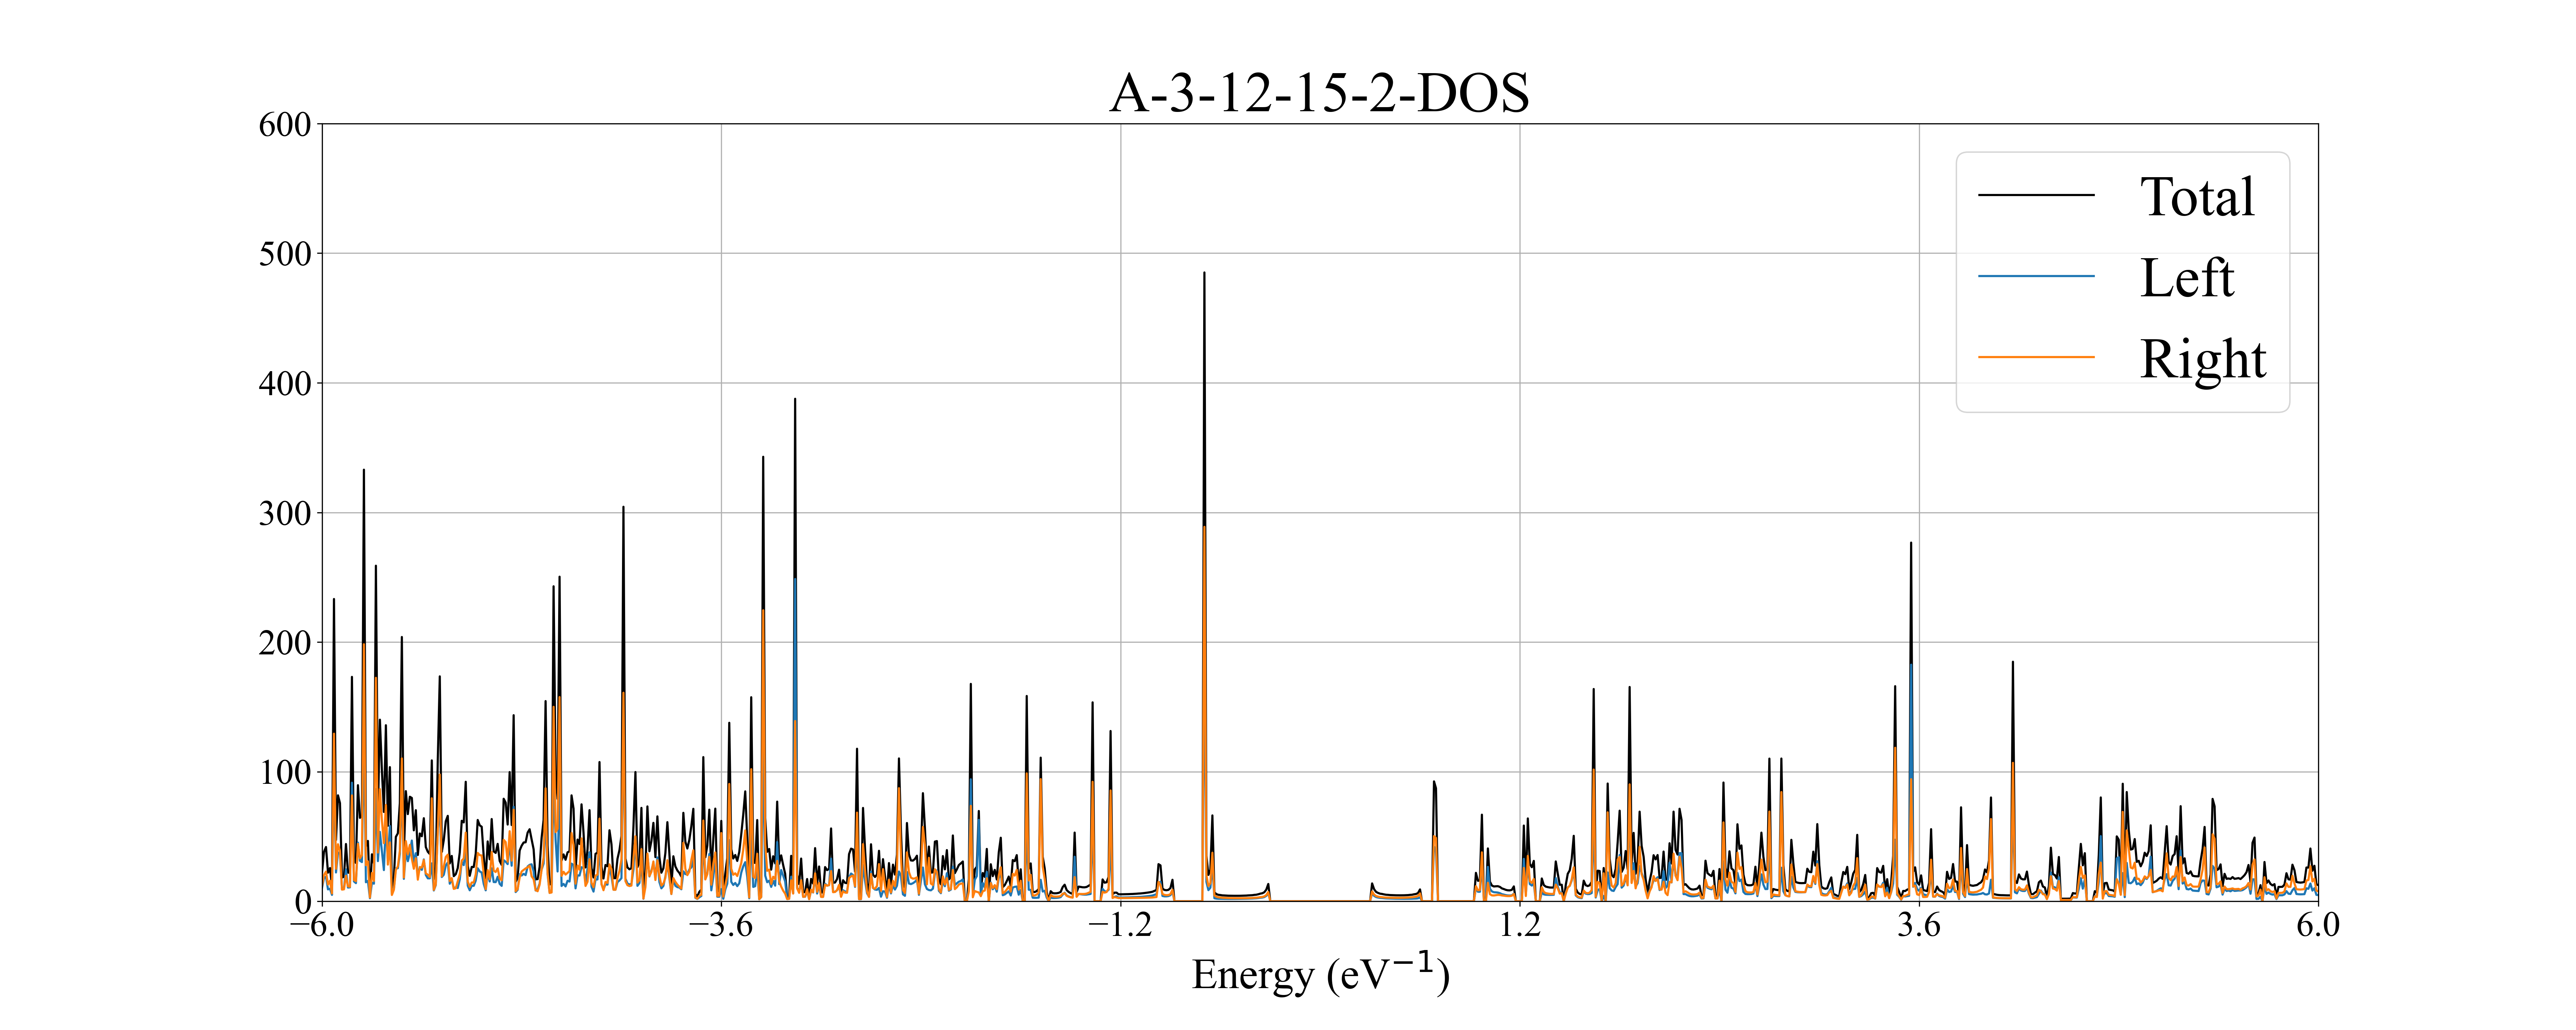 A-3-12-15-2-DOS
600
500
400
300
200
100
0
Total
Left
Right
−6.0
−3.6
−1.2
1.2
3.6
6.0
Energy (eV⁻¹)